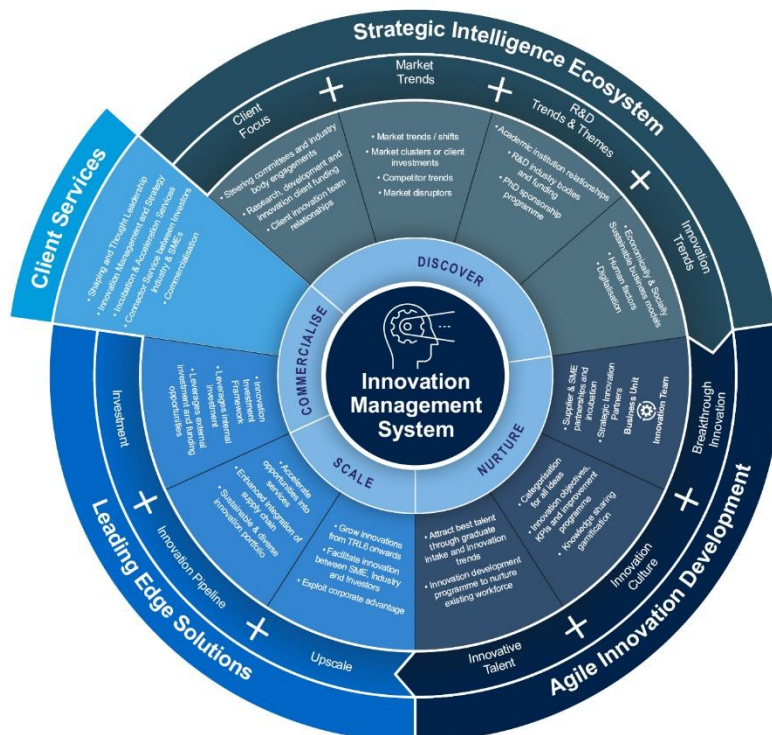 Strategic Intelligence Ecosystem
Client
Focus
Market
Trends
R&D
Trends & Themes
Innovation
Trends
• Steering committees and industry
body engagements
• Research, development and
innovation client funding
• Client innovation team
relationships
• Market trends / shifts
• Market clusters or client
investments
• Competitor trends
• Market disruptors
• Academic institution relationships
• R&D industry bodies
and funding
• PhD sponsorship
programme
• Economically & Socially
Sustainable business models
• Human factors
• Digitalisation
DISCOVER
Agile Innovation Development
Breakthrough
Innovation
Innovation
Culture
Innovative
Talent
• Supplier & SME
partnerships and
incubation
• Strategic Innovation
Partners
Business Unit
Innovation Team
• Categorisation
for all ideas
• Innovation objectives,
KPIs and improvement
programme
• Knowledge sharing
gamification
• Attract best talent
through graduate
intake and innovation
trends
• Innovation development
programme to nurture
existing workforce
NURTURE
Leading Edge Solutions
Upscale
Innovation Pipeline
Investment
• Grow innovations
from TRL6 onwards
• Facilitate innovation
between SME, Industry
and Investors
• Exploit corporate advantage
• Accelerate
opportunities into
services
• Enhanced integration of
supply chain
• Sustainable & diverse
innovation portfolio
• Innovation
Investment
Framework
• Leverages internal
investment
• Leverages external
investment and funding
opportunities
SCALE
Client Services
• Shaping and Thought Leadership
• Innovation Management and Strategy
• Incubation & Acceleration Services
• Connector Service between Investors
Industry & SMEs
• Commercialisation
COMMERCIALISE
Innovation
Management
System